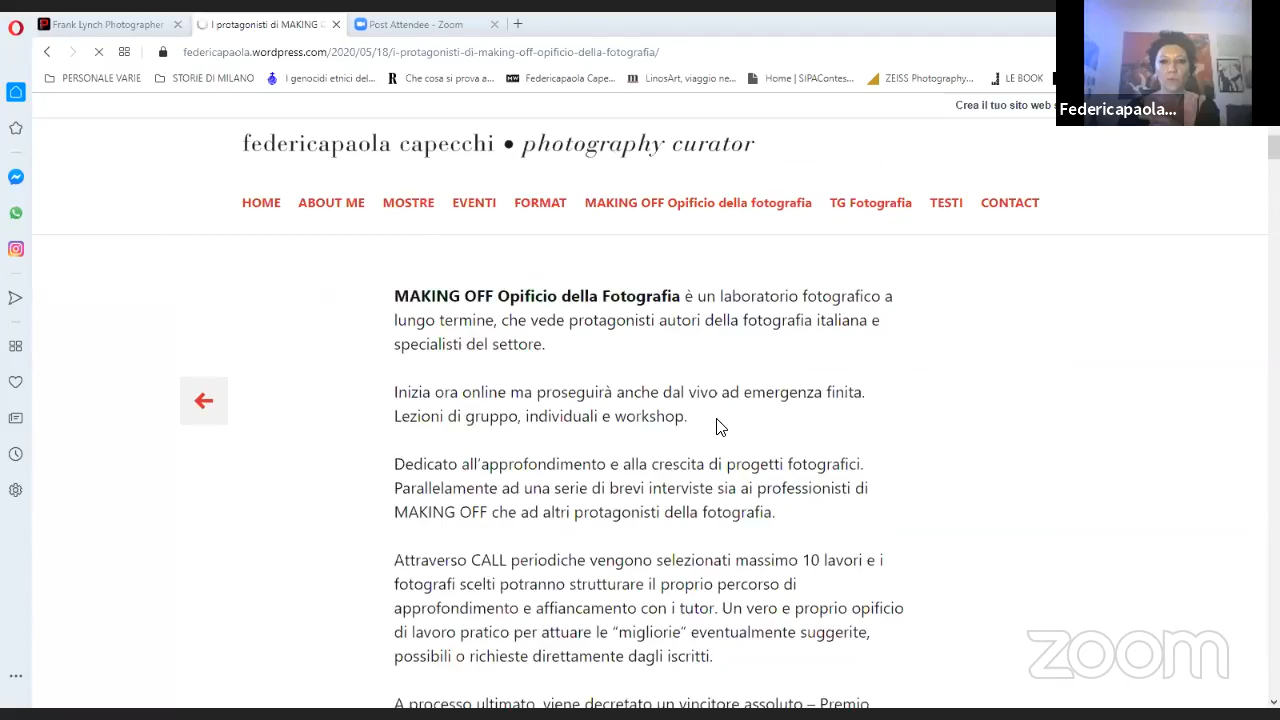 Frank Lynch Photographer
I protagonisti di MAKING
Post Attendee - Zoom
federicapaola.wordpress.com/2020/05/18/i-protagonisti-di-making-off-opificio-della-fotografia/
PERSONALE VARIE
STORIE DI MILANO
I genocidi etnici del...
Che cosa si prova a...
Federicapaola Cape...
LinosArt, viaggio ne...
Home | SIPAContes...
ZEISS Photography...
LE BOOK
Federicapaola...
Crea il tuo sito web
federicapaola capecchi • photography curator
HOME ABOUT ME MOSTRE EVENTI FORMAT MAKING OFF Opificio della fotografia TG Fotografia TESTI CONTACT
MAKING OFF Opificio della Fotografia è un laboratorio fotografico a
lungo termine, che vede protagonisti autori della fotografia italiana e
specialisti del settore.
Inizia ora online ma proseguirà anche dal vivo ad emergenza finita.
Lezioni di gruppo, individuali e workshop.
Dedicato all'approfondimento e alla crescita di progetti fotografici.
Parallelamente ad una serie di brevi interviste sia ai professionisti di
MAKING OFF che ad altri protagonisti della fotografia.
Attraverso CALL periodiche vengono selezionati massimo 10 lavori e i
fotografi scelti potranno strutturare il proprio percorso di
approfondimento e affiancamento con i tutor. Un vero e proprio opificio
di lavoro pratico per attuare le “migliorie” eventualmente suggerite,
possibili o richieste direttamente dagli iscritti.
A processo ultimato, viene decretato un vincitore assoluto – Premio
zoom